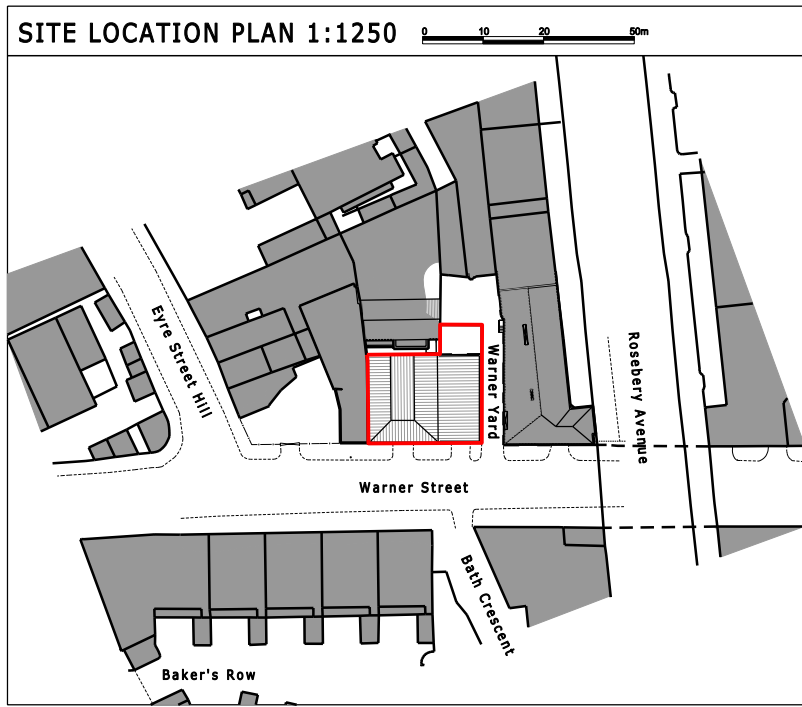 SITE LOCATION PLAN 1:1250
0 10 20 50m
Eyre Street Hill
Warner Yard
Rosebery Avenue
Warner Street
Bath Crescent
Baker's Row